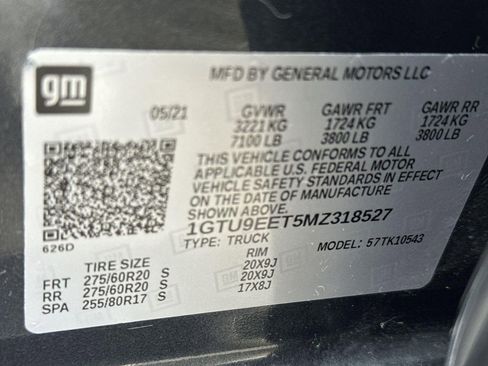 gm
MFD BY GENERAL MOTORS LLC
05/21 GVWR GAWR FRT GAWR RR
3221 KG 1724 KG 1724 KG
7100 LB 3800 LB 3800 LB
THIS VEHICLE CONFORMS TO ALL
APPLICABLE U.S. FEDERAL MOTOR
VEHICLE SAFETY STANDARDS IN EFFECT
ON THE DATE OF MANUFACTURE
1GTU9EET5MZ318527
626D
TYPE: TRUCK MODEL: 57TK10543
TIRE SIZE RIM
FRT 275/60R20 S 20X9J
RR 275/60R20 S 20X9J
SPA 255/80R17 S 17X8J